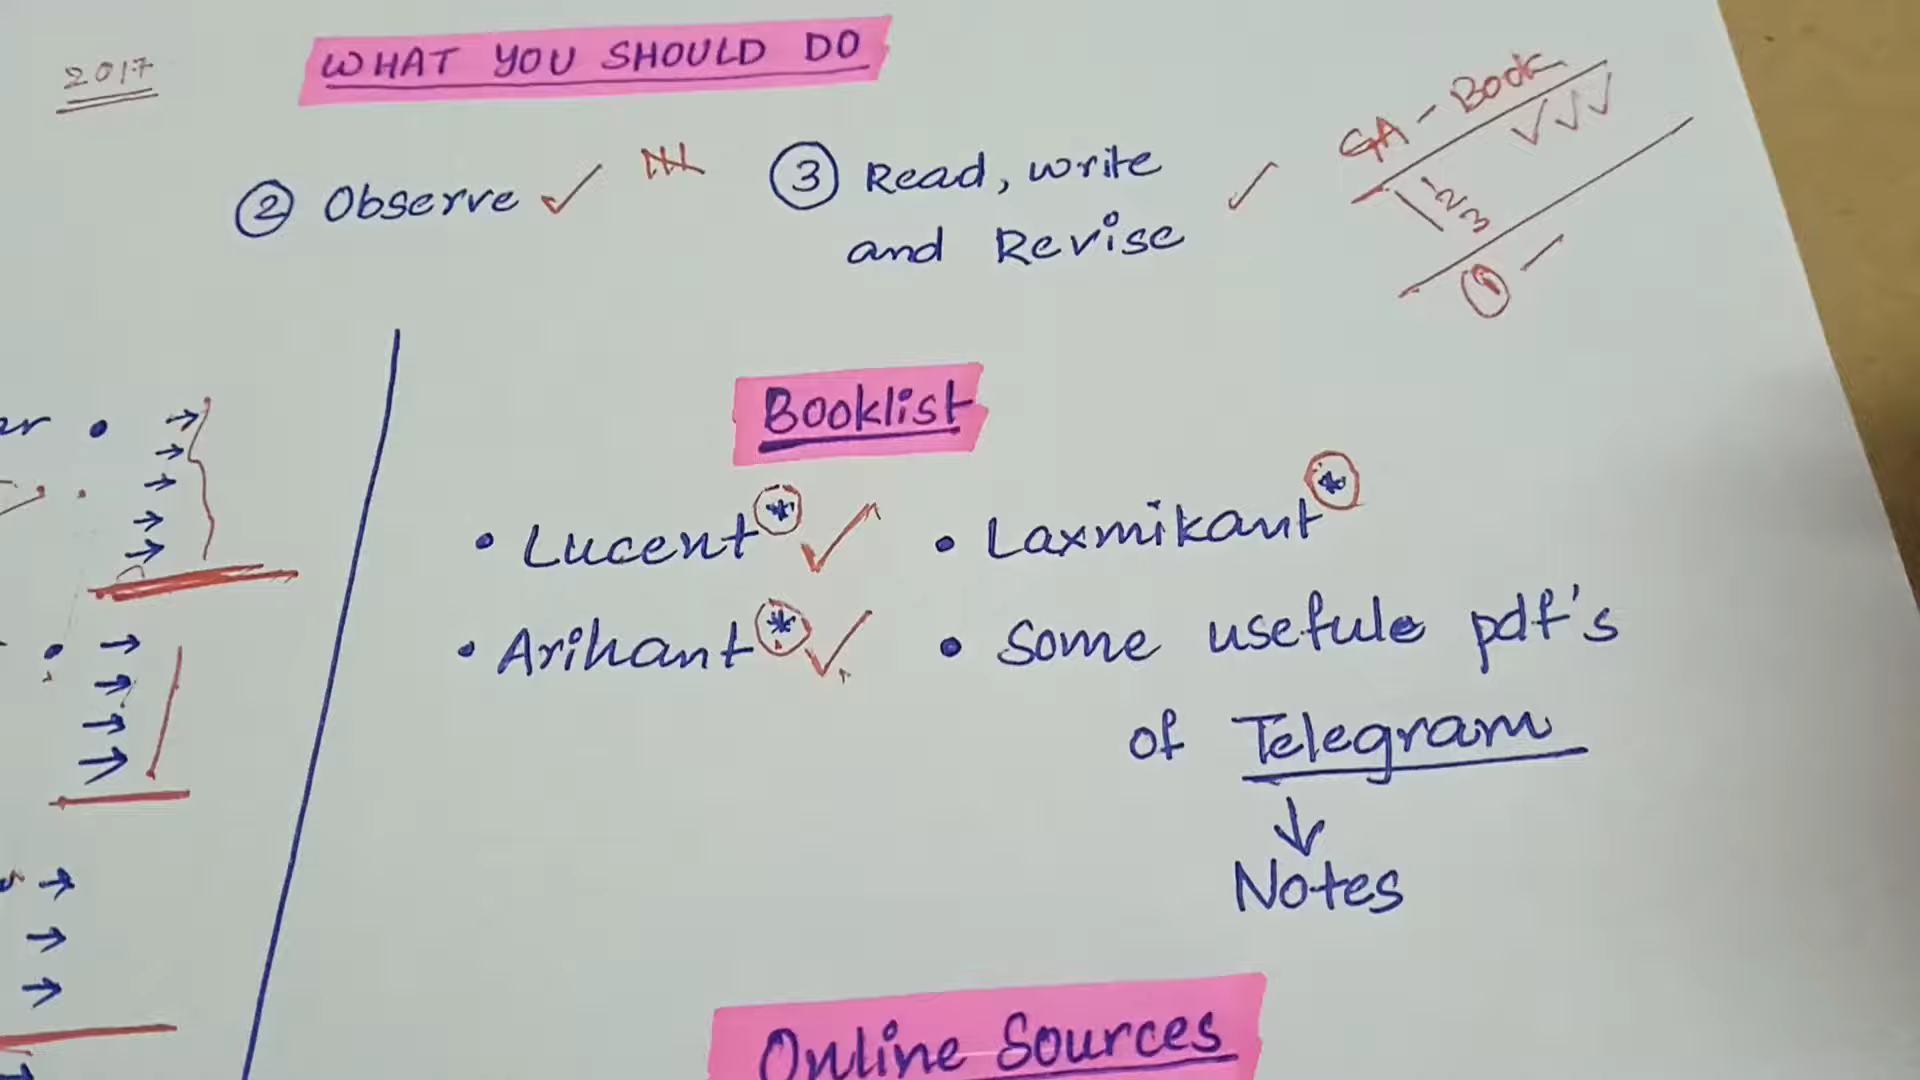 2017
WHAT YOU SHOULD DO
GA - Book
② Observe
③ Read, write
and Revise
1
2
3
Booklist
• Lucent*
• Laxmikant*
• Arihant*
• Some usefule pdf's
of Telegram
↓
Notes
Online Sources